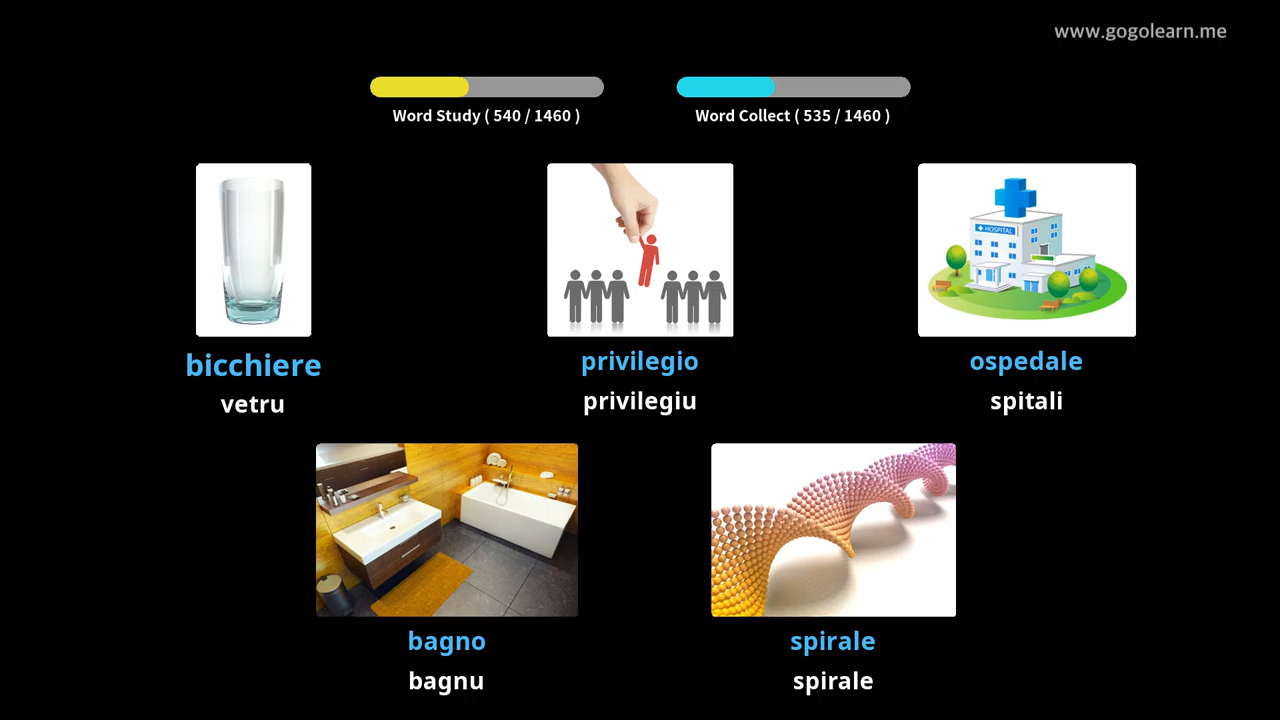 www.gogolearn.me
Word Study ( 540 / 1460 )
Word Collect ( 535 / 1460 )
HOSPITAL
bicchiere
vetru
privilegio
privilegiu
ospedale
spitali
bagno
bagnu
spirale
spirale